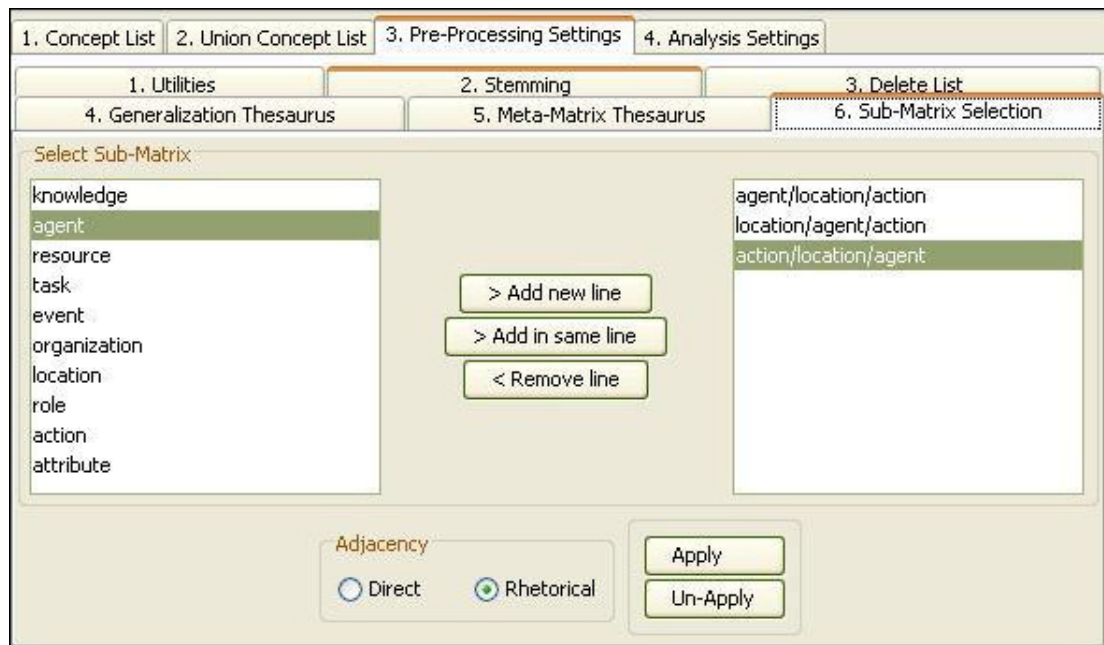 1. Concept List 2. Union Concept List 3. Pre-Processing Settings 4. Analysis Settings
1. Utilities 2. Stemming 3. Delete List
4. Generalization Thesaurus 5. Meta-Matrix Thesaurus 6. Sub-Matrix Selection
Select Sub-Matrix
knowledge
agent
resource
task
event
organization
location
role
action
attribute
> Add new line
> Add in same line
< Remove line
agent/location/action
location/agent/action
action/location/agent
Adjacency
Direct Rhetorical
Apply
Un-Apply